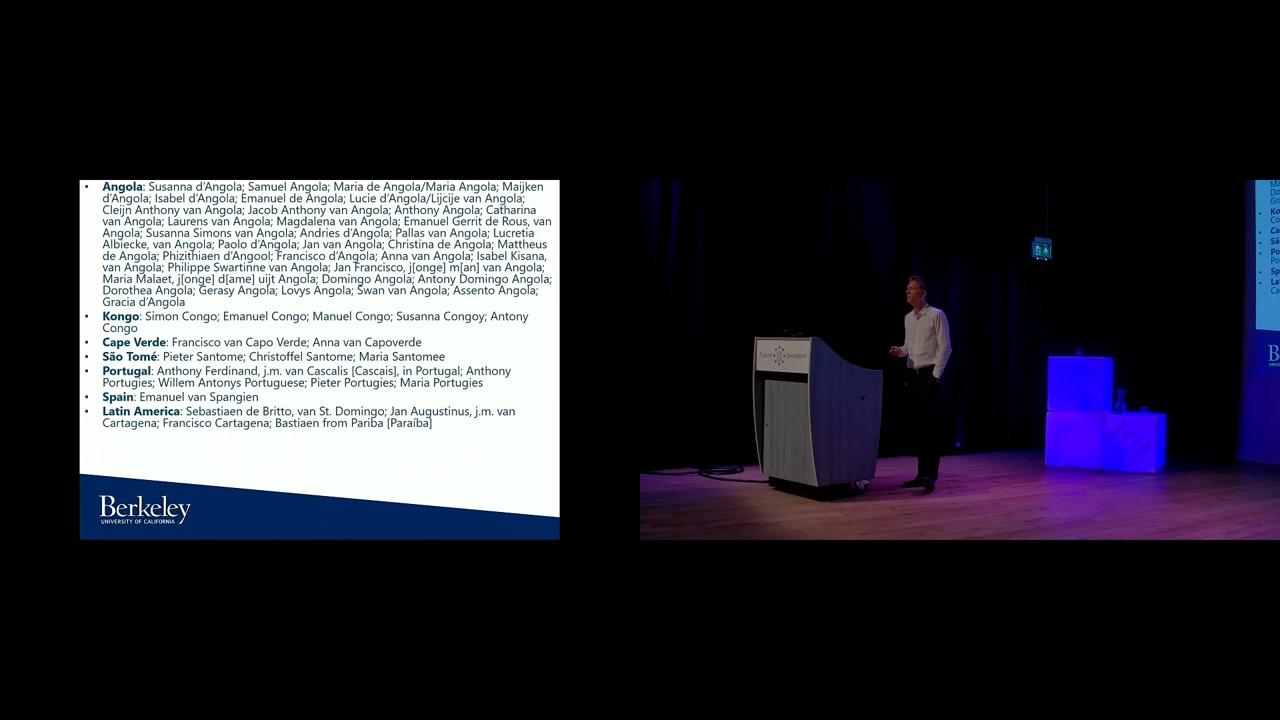 • Angola: Susanna d'Angola; Samuel Angola; Maria de Angola/Maria Angola; Maijken
d'Angola; Isabel d'Angola; Emanuel de Angola; Lucie d'Angola/Lijcije van Angola;
Cleijn Anthony van Angola; Jacob Anthony van Angola; Anthony Angola; Catharina
van Angola; Laurens van Angola; Magdalena van Angola; Emanuel Gerrit de Rous, van
Angola; Susanna Simons van Angola; Andries d'Angola; Pallas van Angola; Lucretia
Albiecke, van Angola; Paolo d'Angola; Jan van Angola; Christina de Angola; Mattheus
de Angola; Phizithiaen d'Angool; Francisco d'Angola; Anna van Angola; Isabel Kisana,
van Angola; Philippe Swartinne van Angola; Jan Francisco, j[onge] m[an] van Angola;
Maria Malaet, j[onge] d[ame] uijt Angola; Domingo Angola; Antony Domingo Angola;
Dorothea Angola; Gerasy Angola; Lovys Angola; Swan van Angola; Assento Angola;
Gracia d'Angola
• Kongo: Simon Congo; Emanuel Congo; Manuel Congo; Susanna Congoy; Antony
Congo
• Cape Verde: Francisco van Capo Verde; Anna van Capoverde
• São Tomé: Pieter Santome; Christoffel Santome; Maria Santomee
• Portugal: Anthony Ferdinand, j.m. van Cascalis [Cascais], in Portugal; Anthony
Portugies; Willem Antonys Portuguese; Pieter Portugies; Maria Portugies
• Spain: Emanuel van Spangien
• Latin America: Sebastiaen de Britto, van St. Domingo; Jan Augustinus, j.m. van
Cartagena; Francisco Cartagena; Bastiaen from Pariba [Paraíba]
Berkeley
UNIVERSITY OF CALIFORNIA
TILBURG UNIVERSITY